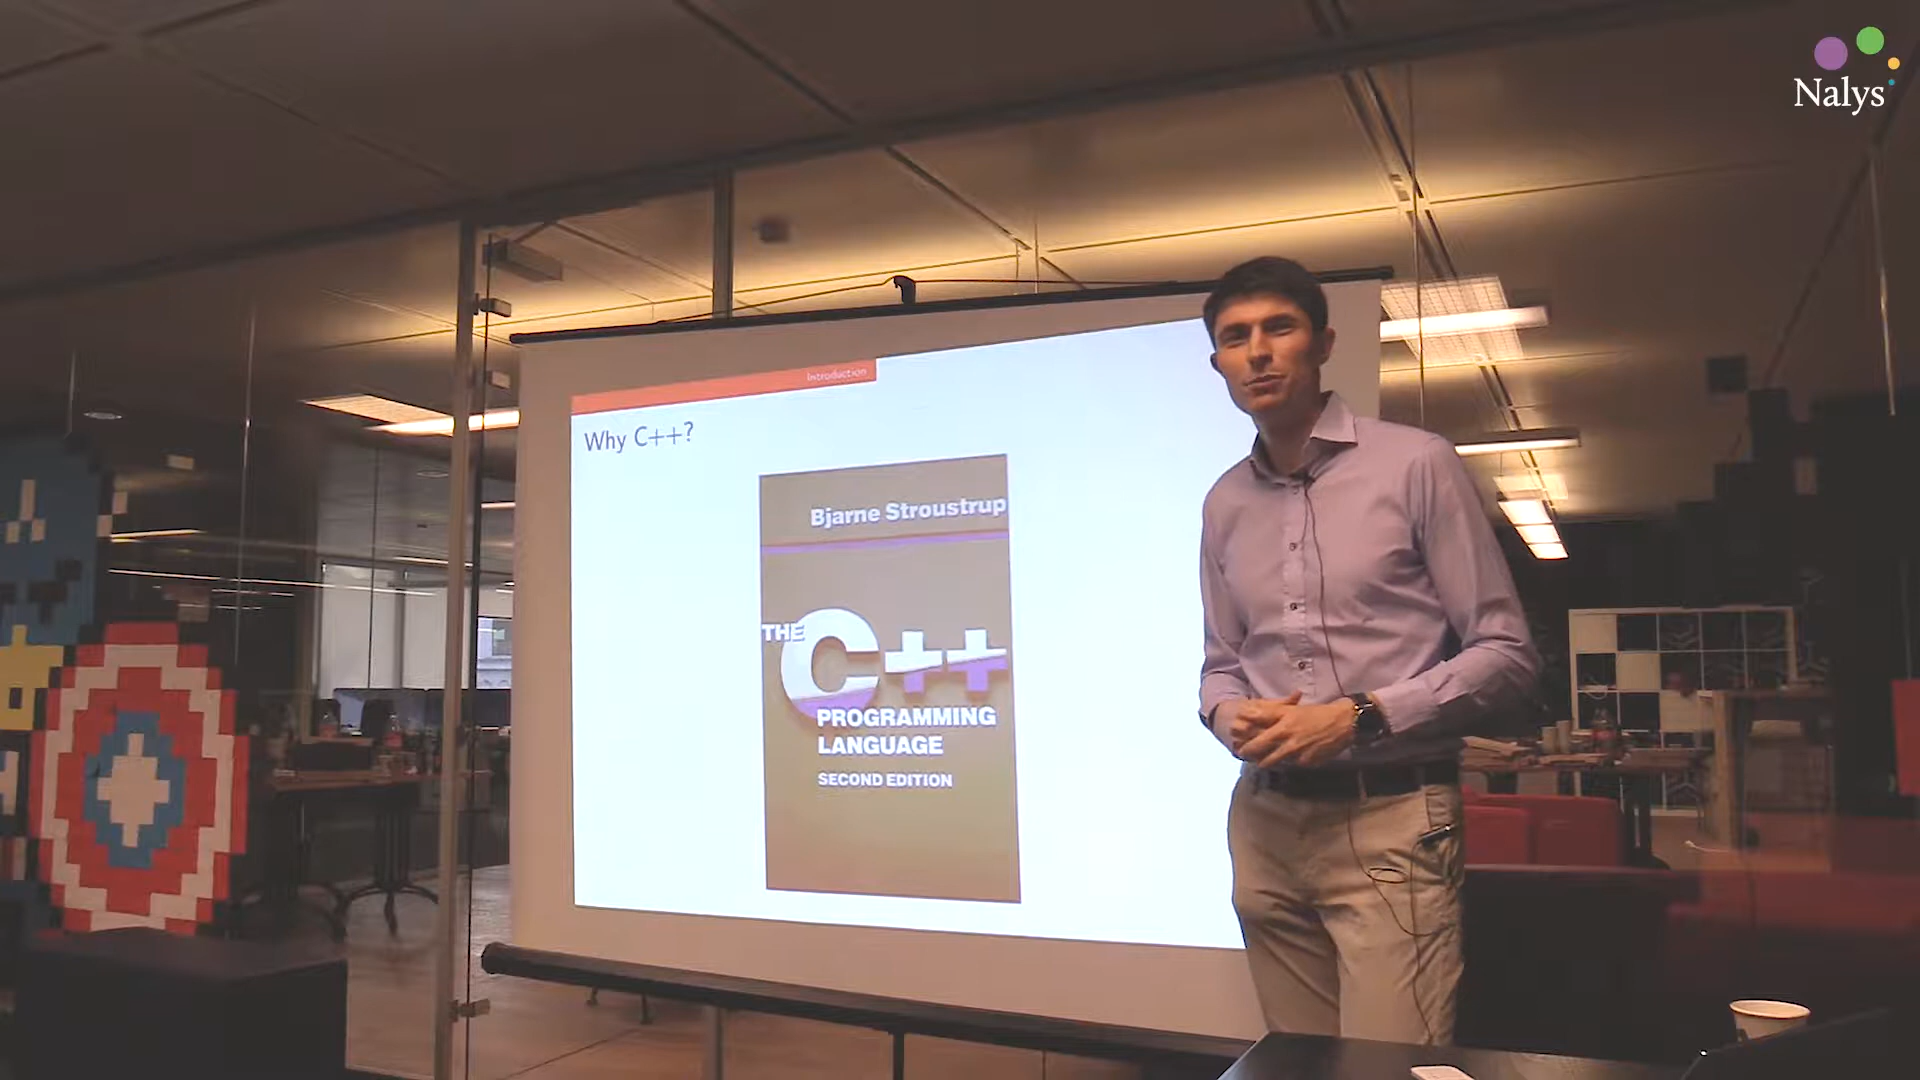 Nalys
Introduction
Why C++?
Bjarne Stroustrup
THE C++
PROGRAMMING
LANGUAGE
SECOND EDITION